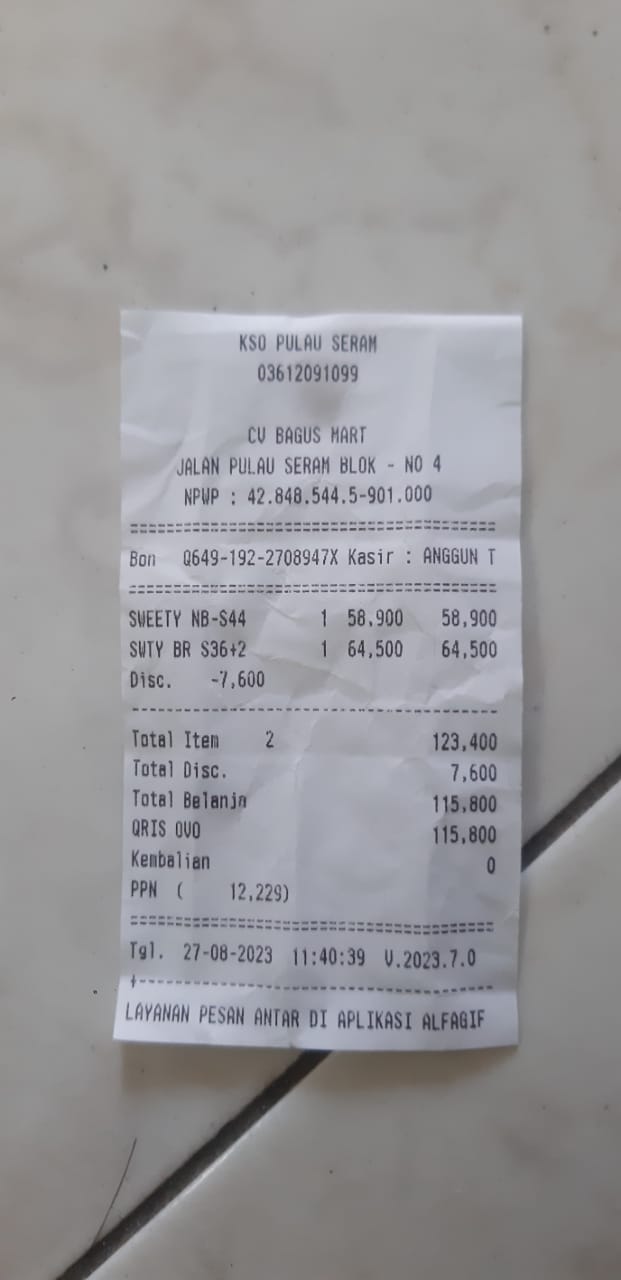 KSO PULAU SERAM
03612091099
CV BAGUS MART
JALAN PULAU SERAM BLOK - NO 4
NPWP : 42.848.544.5-901.000
===========================================
Bon Q649-192-2708947X Kasir : ANGGUN T
===========================================
SWEETY NB-S44 1 58,900 58,900
SWTY BR S36+2 1 64,500 64,500
Disc. -7,600
-------------------------------------------
Total Item 2 123,400
Total Disc. 7,600
Total Belanja 115,800
QRIS OVO 115,800
Kembalian 0
PPN ( 12,229)
===========================================
Tgl. 27-08-2023 11:40:39 V.2023.7.0
+------------------------------------------
LAYANAN PESAN ANTAR DI APLIKASI ALFAGIF